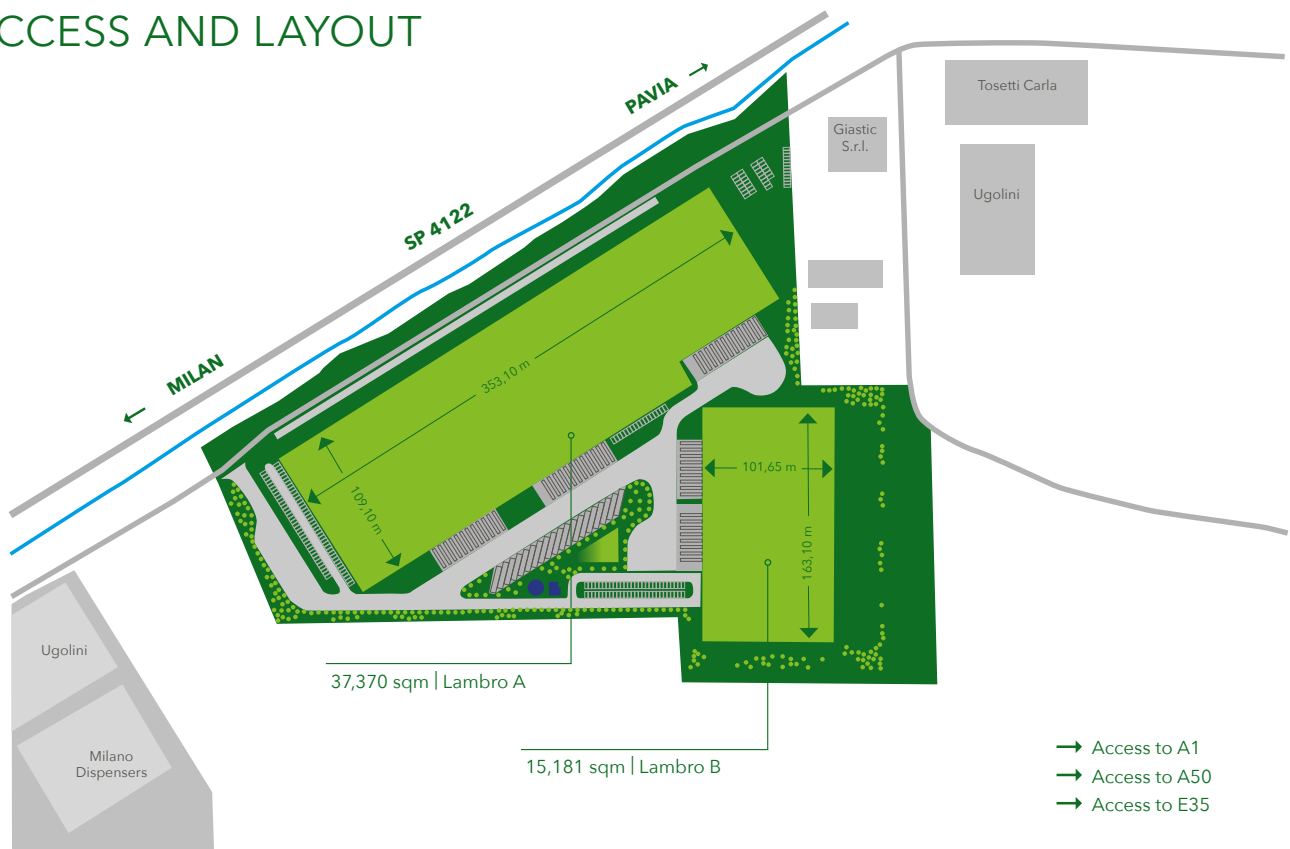 CCESS AND LAYOUT
PAVIA →
SP 4122
← MILAN
Tosetti Carla
Giastic
S.r.l.
Ugolini
353,10 m
109,10 m
101,65 m
163,10 m
Ugolini
Milano
Dispensers
37,370 sqm | Lambro A
15,181 sqm | Lambro B
→ Access to A1
→ Access to A50
→ Access to E35